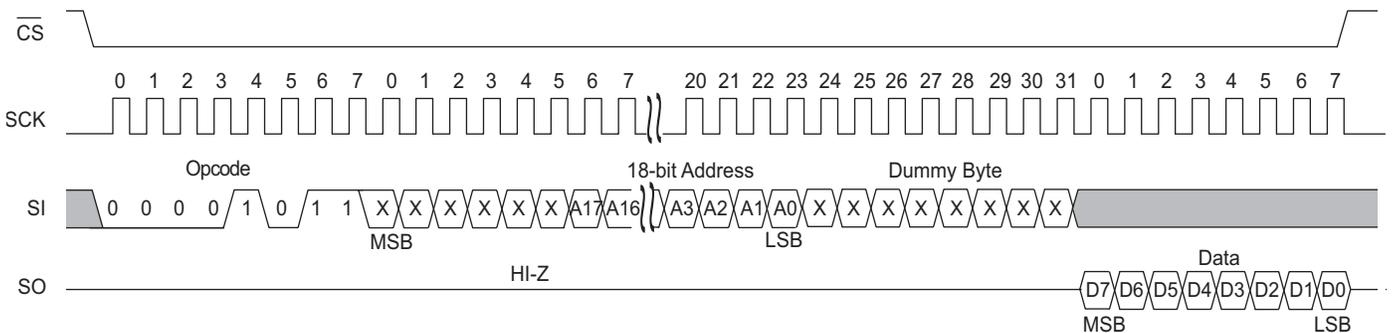 CS
0 1 2 3 4 5 6 7 0 1 2 3 4 5 6 7 20 21 22 23 24 25 26 27 28 29 30 31 0 1 2 3 4 5 6 7
SCK
Opcode 18-bit Address Dummy Byte
SI 0 0 0 0 1 0 1 1 X X X X X X A17 A16 A3 A2 A1 A0 X X X X X X X X
MSB LSB
HI-Z Data
SO D7 D6 D5 D4 D3 D2 D1 D0
MSB LSB